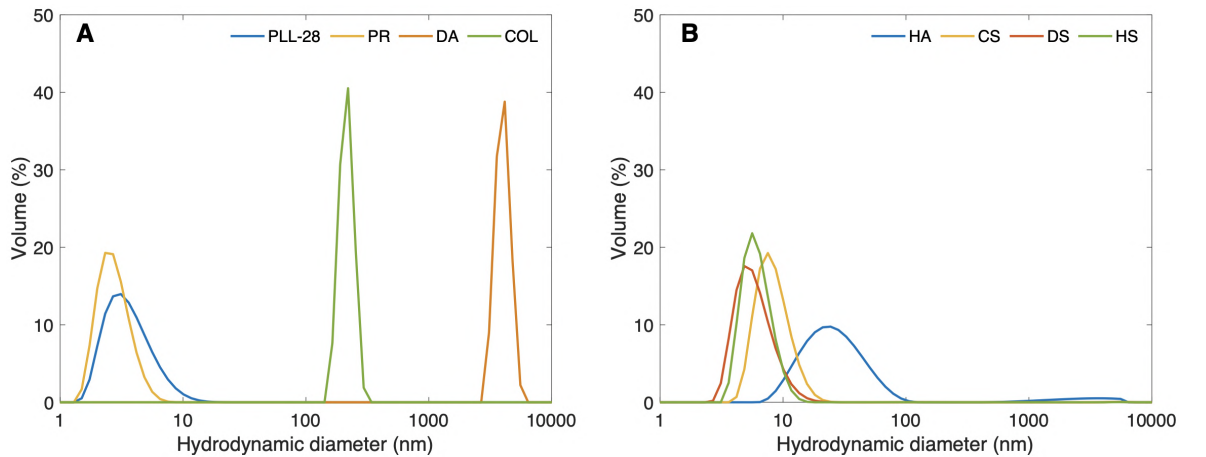 A
PLL-28 PR DA COL
50
40
30
20
10
0
Volume (%)
1 10 100 1000 10000
Hydrodynamic diameter (nm)
B
HA CS DS HS
50
40
30
20
10
0
Volume (%)
1 10 100 1000 10000
Hydrodynamic diameter (nm)